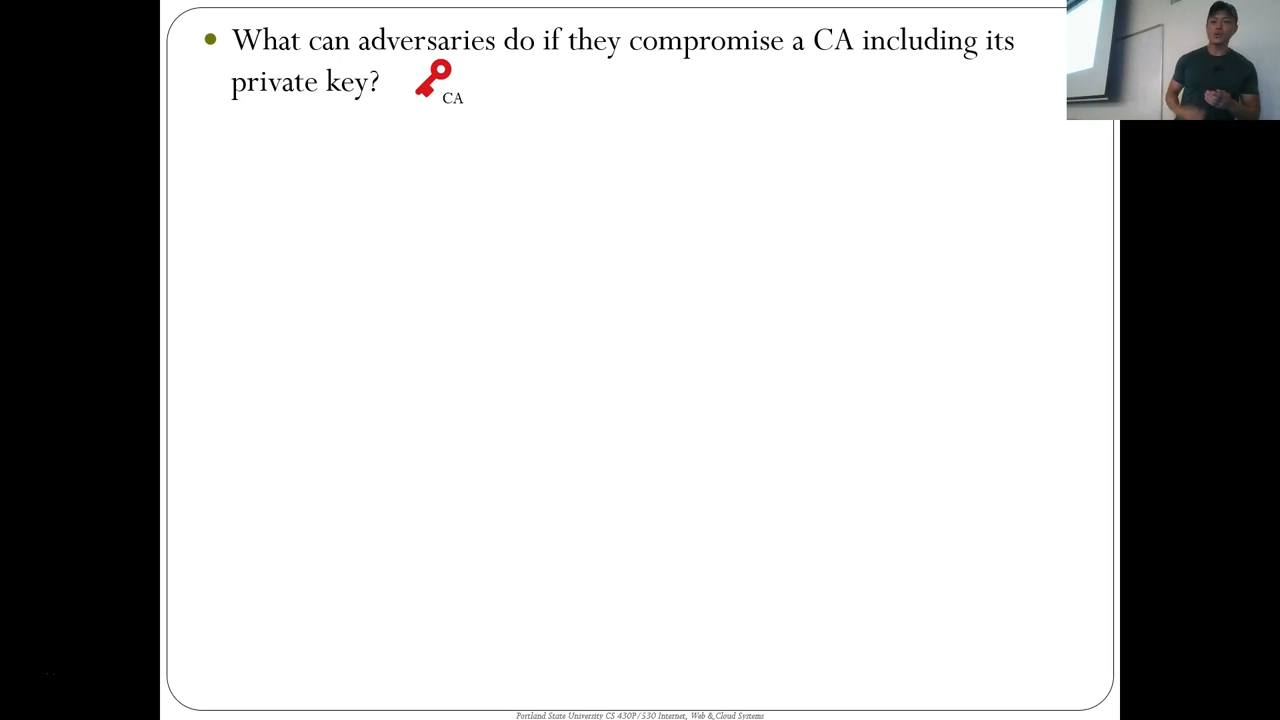 What can adversaries do if they compromise a CA including its
private key?
CA
Portland State University CS 430P/530 Internet, Web & Cloud Systems